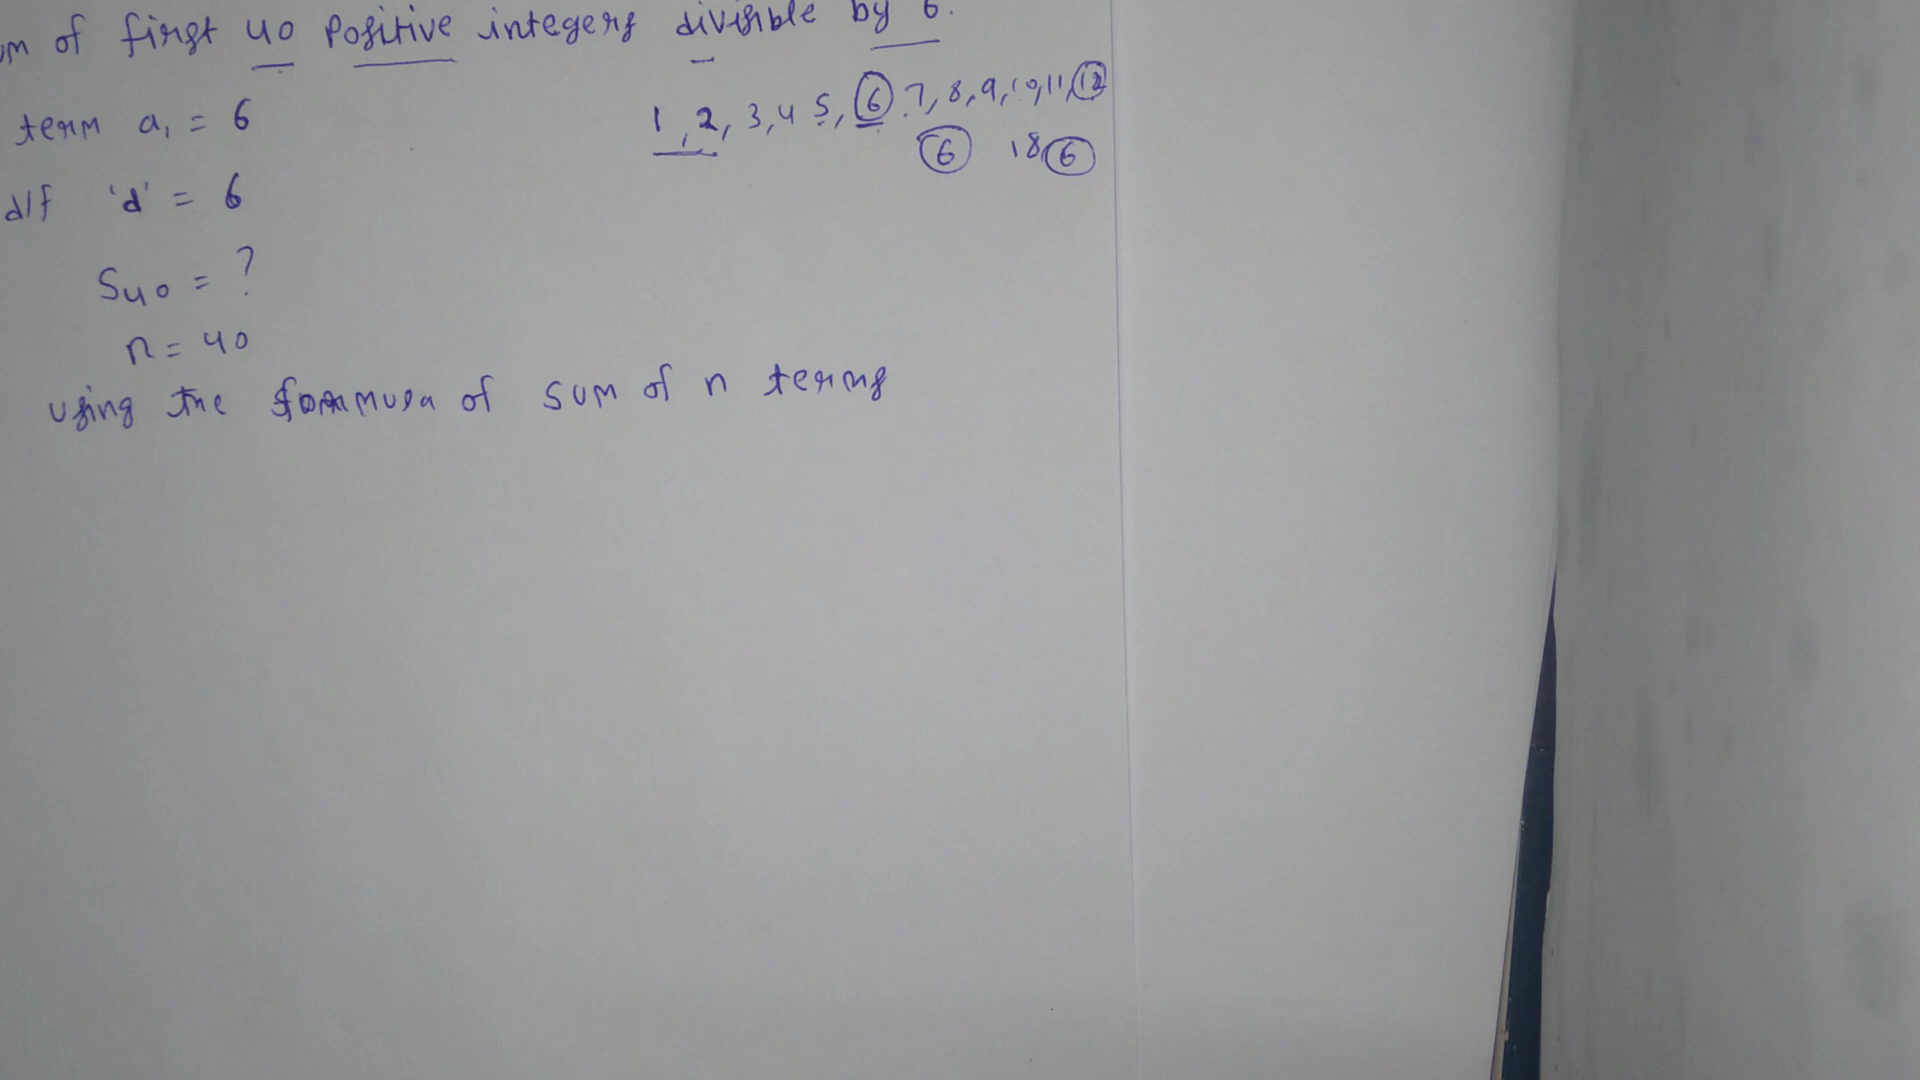 of first 40 Positive integers divisible by 6.
term a1 = 6
1, 2, 3, 4 5, 6 7, 8, 9, 10, 11, 12
6 18 6
d/f 'd' = 6
S40 = ?
n = 40
using the formula of sum of n terms